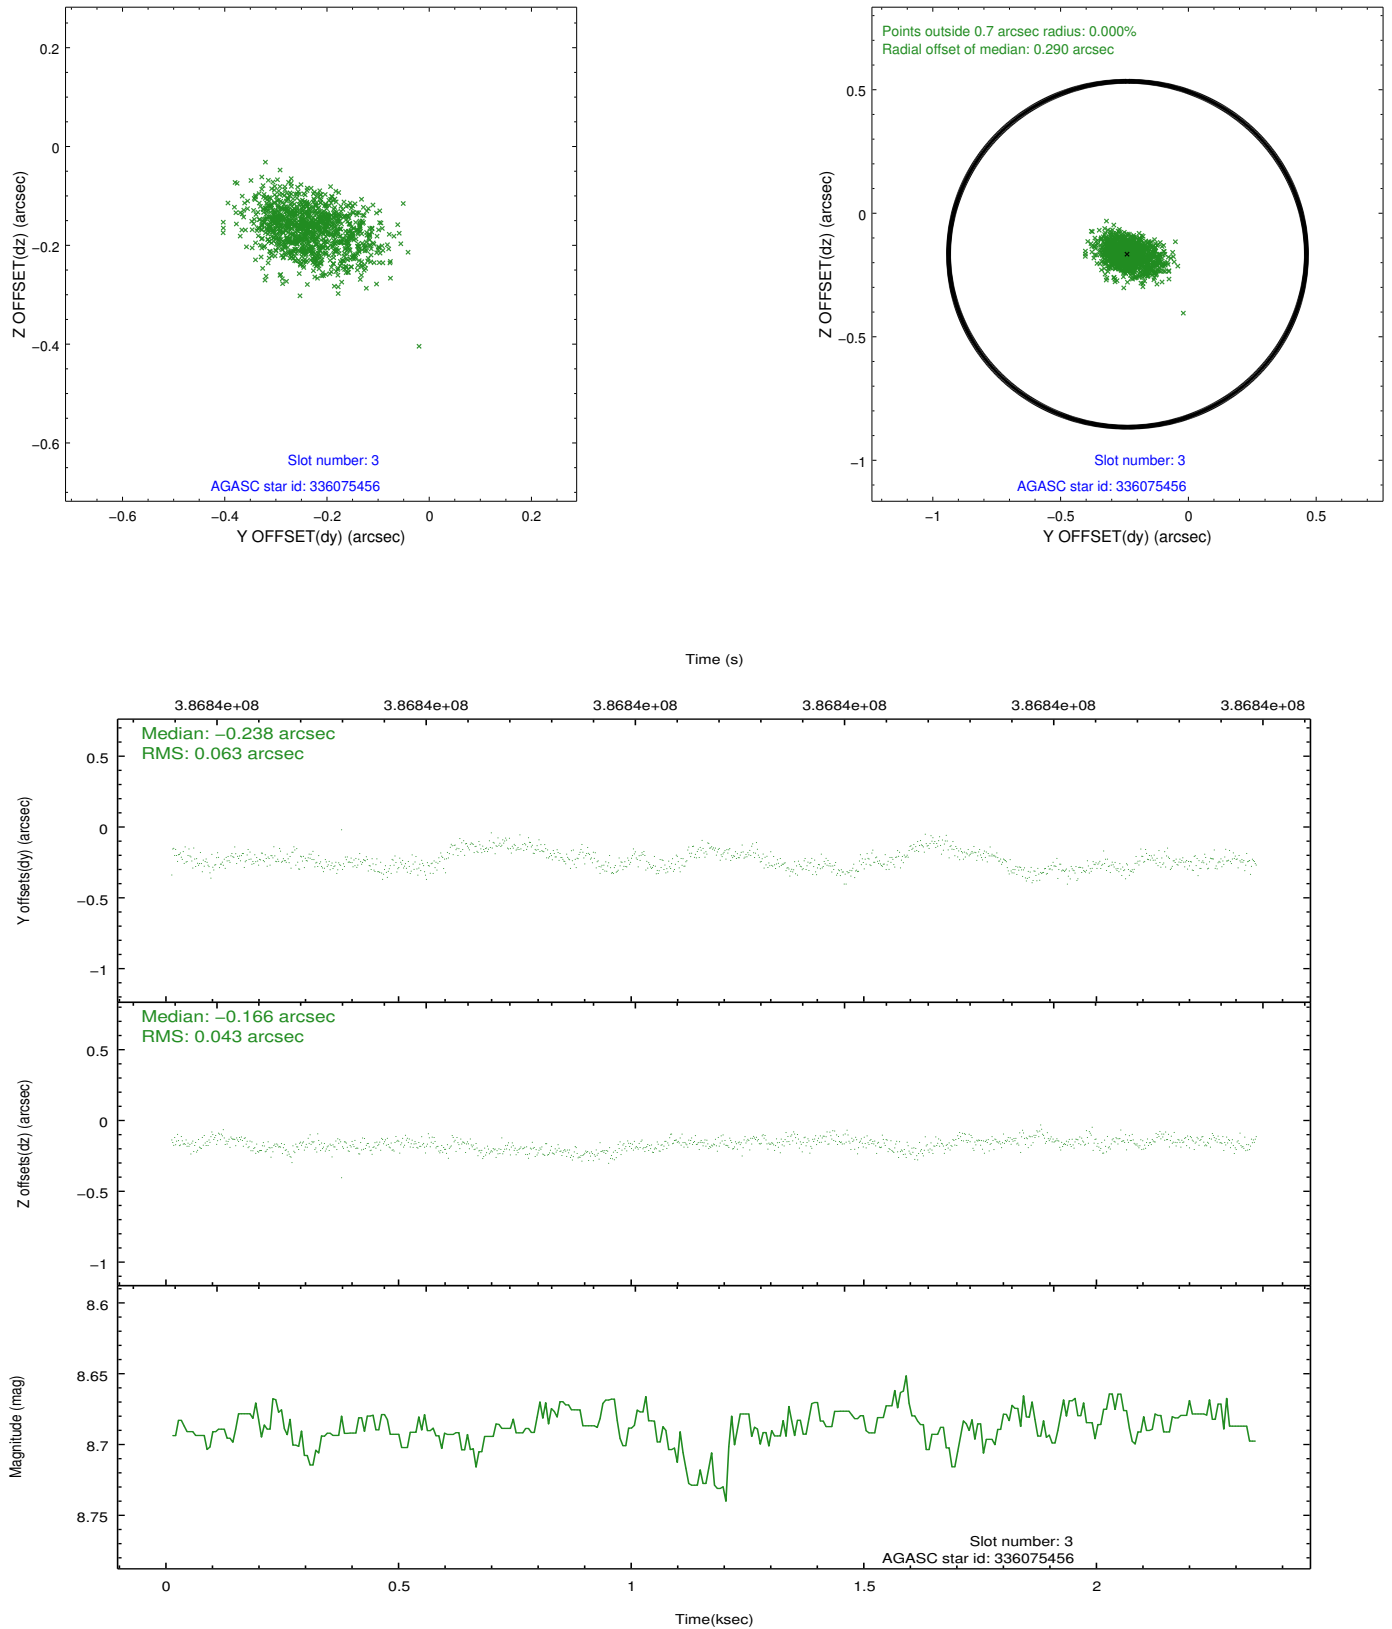 0.2
0
−0.2
−0.4
−0.6
Z OFFSET(dz) (arcsec)
Slot number: 3
AGASC star id: 336075456
−0.6 −0.4 −0.2 0 0.2
Y OFFSET(dy) (arcsec)
Points outside 0.7 arcsec radius: 0.000%
Radial offset of median: 0.290 arcsec
0.5
0
−0.5
−1
Z OFFSET(dz) (arcsec)
Slot number: 3
AGASC star id: 336075456
−1 −0.5 0 0.5
Y OFFSET(dy) (arcsec)
Time (s)
3.8684e+08 3.8684e+08 3.8684e+08 3.8684e+08 3.8684e+08 3.8684e+08
Median: −0.238 arcsec
RMS: 0.063 arcsec
0.5
0
−0.5
−1
Y offsets(dy) (arcsec)
Median: −0.166 arcsec
RMS: 0.043 arcsec
0.5
0
−0.5
−1
Z offsets(dz) (arcsec)
8.6
8.65
8.7
8.75
Magnitude (mag)
Slot number: 3
AGASC star id: 336075456
0 0.5 1 1.5 2
Time(ksec)